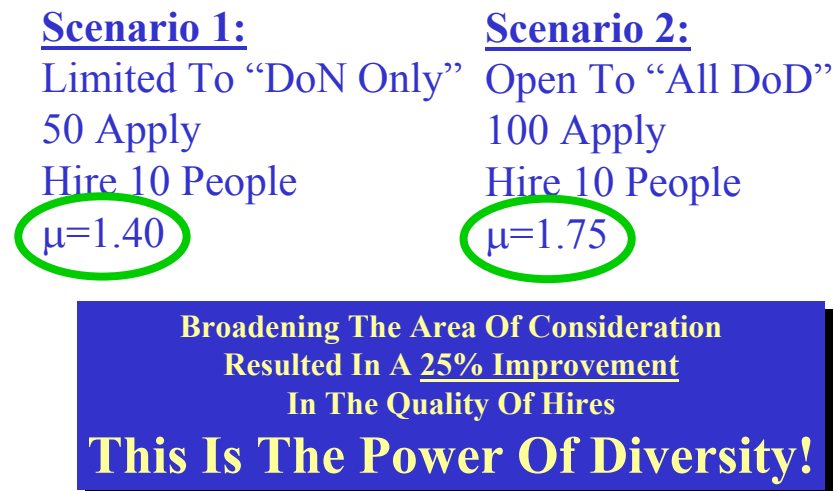 Scenario 1:
Limited To “DoN Only”
50 Apply
Hire 10 People
μ=1.40
Scenario 2:
Open To “All DoD”
100 Apply
Hire 10 People
μ=1.75
Broadening The Area Of Consideration
Resulted In A 25% Improvement
In The Quality Of Hires
This Is The Power Of Diversity!